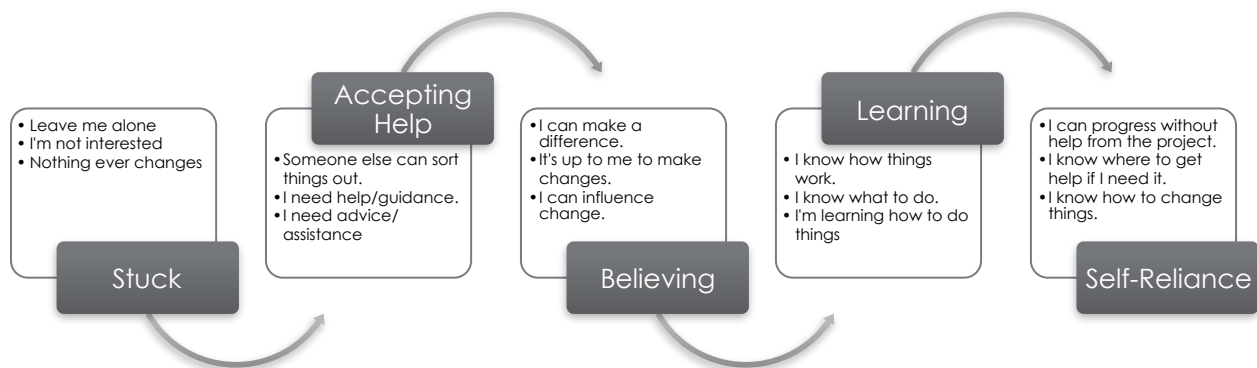 • Leave me alone
• I'm not interested
• Nothing ever changes
Stuck
Accepting
Help
• Someone else can sort
things out.
• I need help/guidance.
• I need advice/
assistance
• I can make a
difference.
• It's up to me to make
changes.
• I can influence
change.
Believing
Learning
• I know how things
work.
• I know what to do.
• I'm learning how to do
things
• I can progress without
help from the project.
• I know where to get
help if I need it.
• I know how to change
things.
Self-Reliance